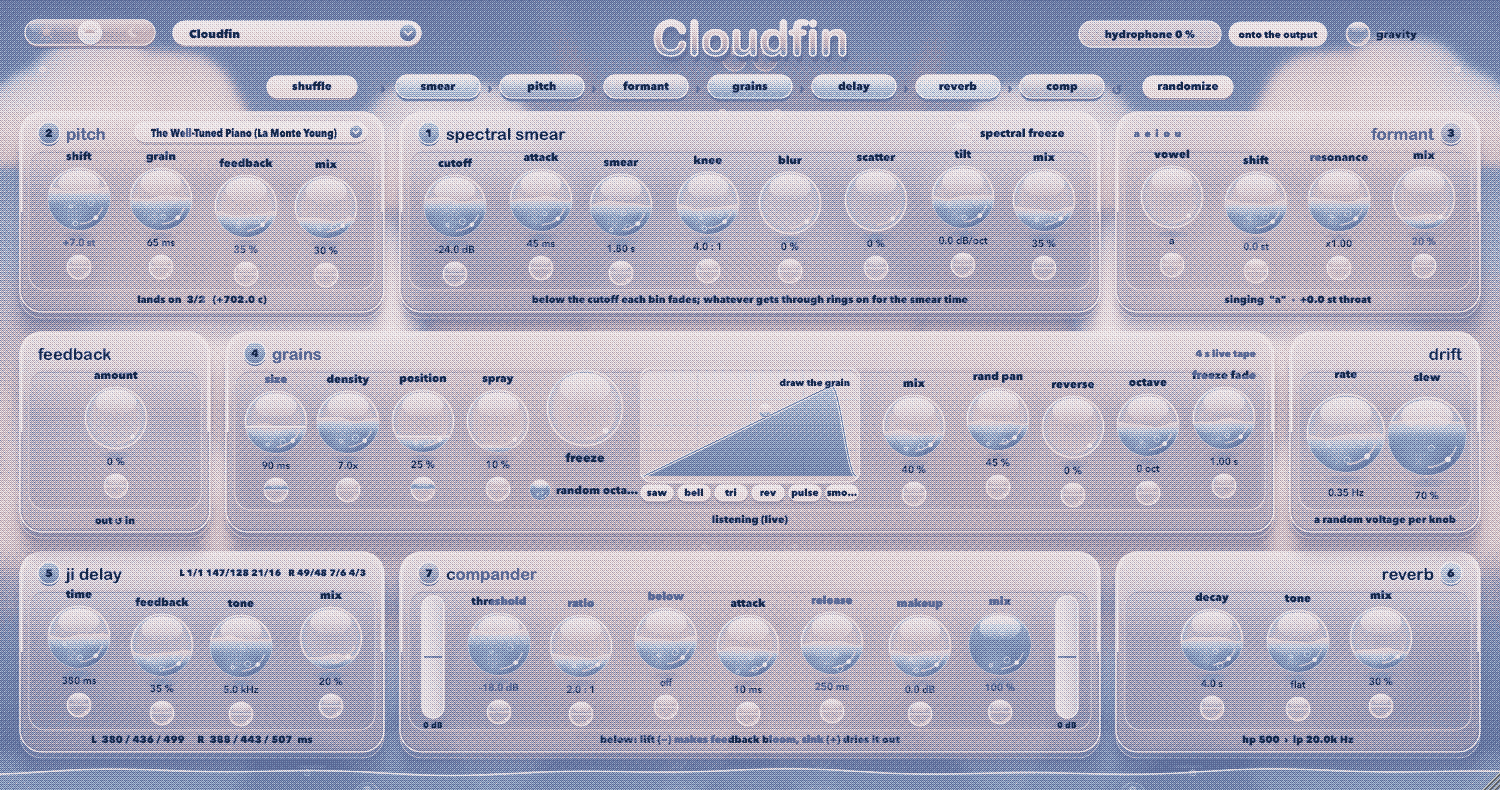 Cloudfin
Cloudfin
hydrophone 0 %
onto the output
gravity
shuffle
smear
pitch
formant
grains
delay
reverb
comp
randomize
2 pitch
The Well-Tuned Piano (La Monte Young)
shift grain feedback mix
+7.0 st 65 ms 35 % 30 %
lands on 3/2 (+702.0 c)
1 spectral smear
spectral freeze
cutoff attack smear knee blur scatter tilt mix
-24.0 dB 45 ms 1.80 s 4.0 : 1 0 % 0 % 0.0 dB/oct 35 %
below the cutoff each bin fades; whatever gets through rings on for the smear time
a e i o u
formant 3
vowel shift resonance mix
a 0.0 st x1.00 20 %
singing "a" · +0.0 st throat
feedback
amount
0 %
out ↺ in
4 grains
4 s live tape
size density position spray
90 ms 7.0x 25 % 10 %
freeze
random octa...
draw the grain
saw bell tri rev pulse smo...
mix rand pan reverse octave freeze fade
40 % 45 % 0 % 0 oct 1.00 s
listening (live)
drift
rate slew
0.35 Hz 70 %
a random voltage per knob
5 ji delay
L 1/1 147/128 21/16 R 49/48 7/6 4/3
time feedback tone mix
380 ms 35 % 5.0 kHz 20 %
L 380 / 436 / 499 R 388 / 443 / 507 ms
7 compander
threshold ratio below attack release makeup mix
-18.0 dB 2.0 : 1 off 10 ms 250 ms 0.0 dB 100 %
0 dB
0 dB
below: lift (−) makes feedback bloom, sink (+) dries it out
reverb 6
decay tone mix
4.0 s flat 30 %
hp 500 › lp 20.0k Hz